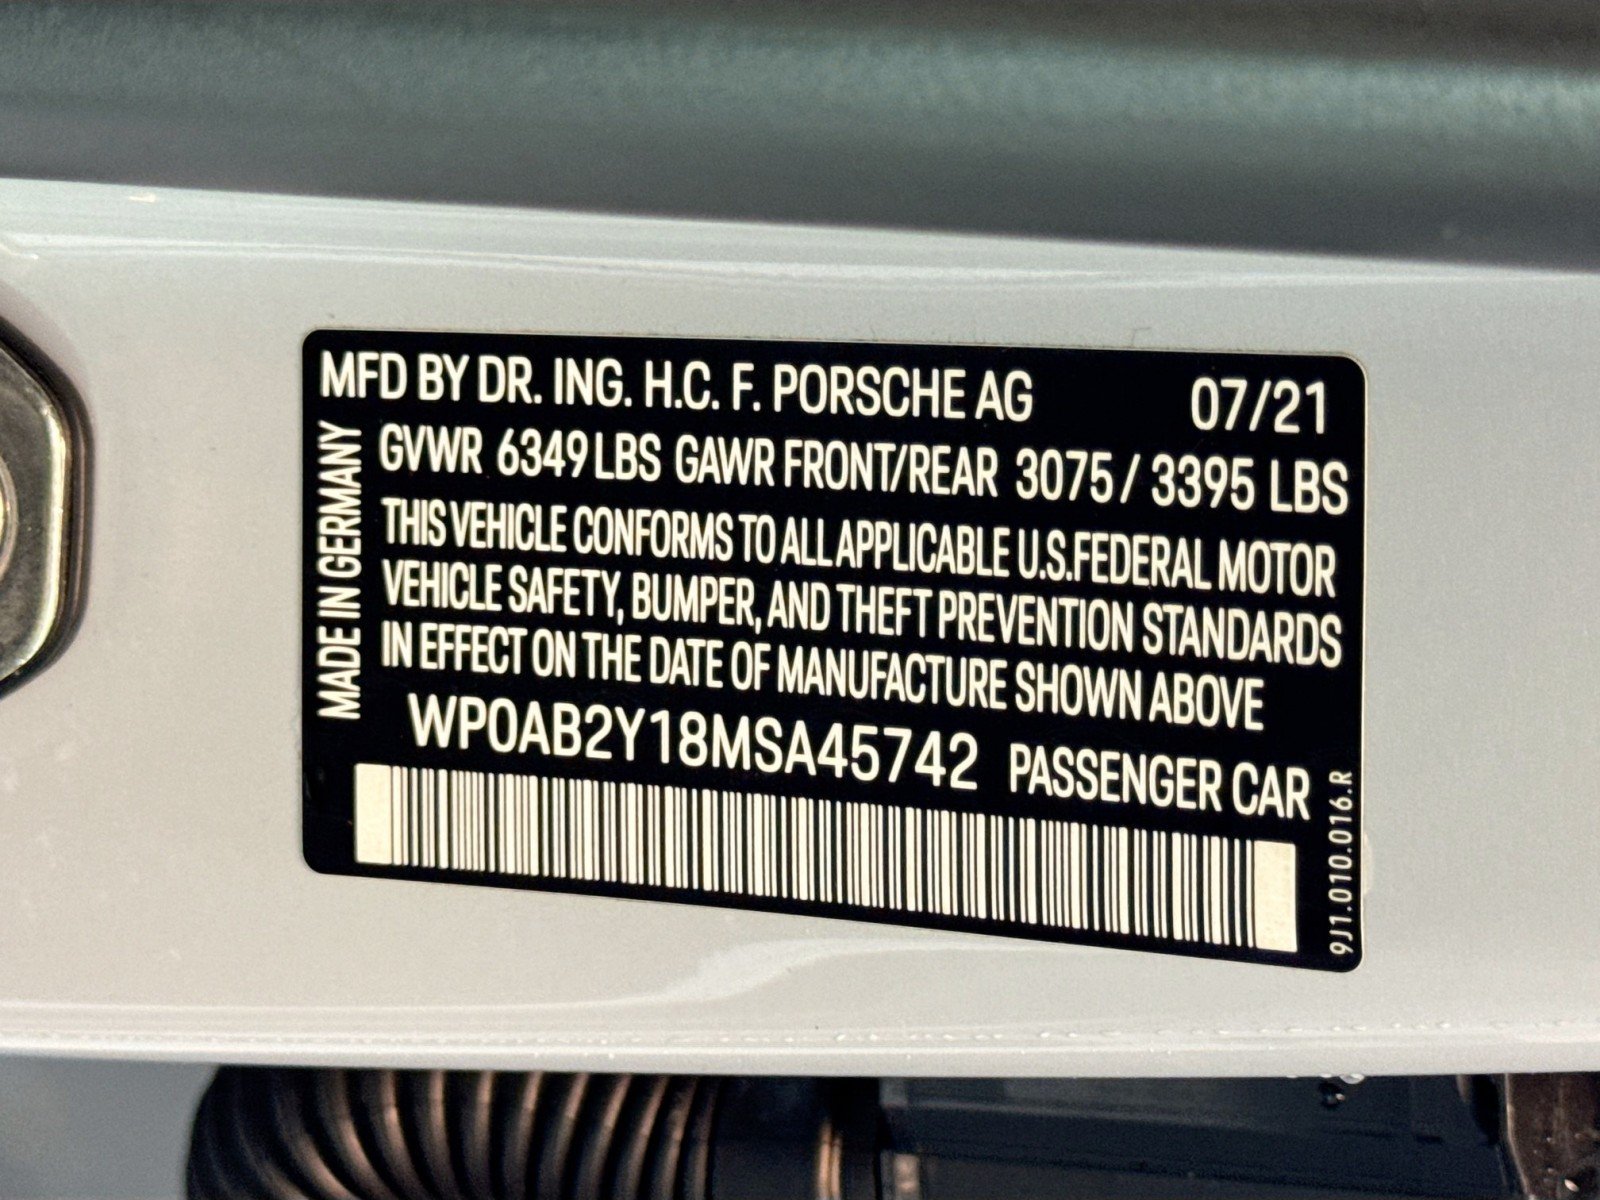 MFD BY DR. ING. H.C. F. PORSCHE AG 07/21
MADE IN GERMANY
GVWR 6349 LBS GAWR FRONT/REAR 3075 / 3395 LBS
THIS VEHICLE CONFORMS TO ALL APPLICABLE U.S.FEDERAL MOTOR
VEHICLE SAFETY, BUMPER, AND THEFT PREVENTION STANDARDS
IN EFFECT ON THE DATE OF MANUFACTURE SHOWN ABOVE
WP0AB2Y18MSA45742 PASSENGER CAR
9J1.010.016.R